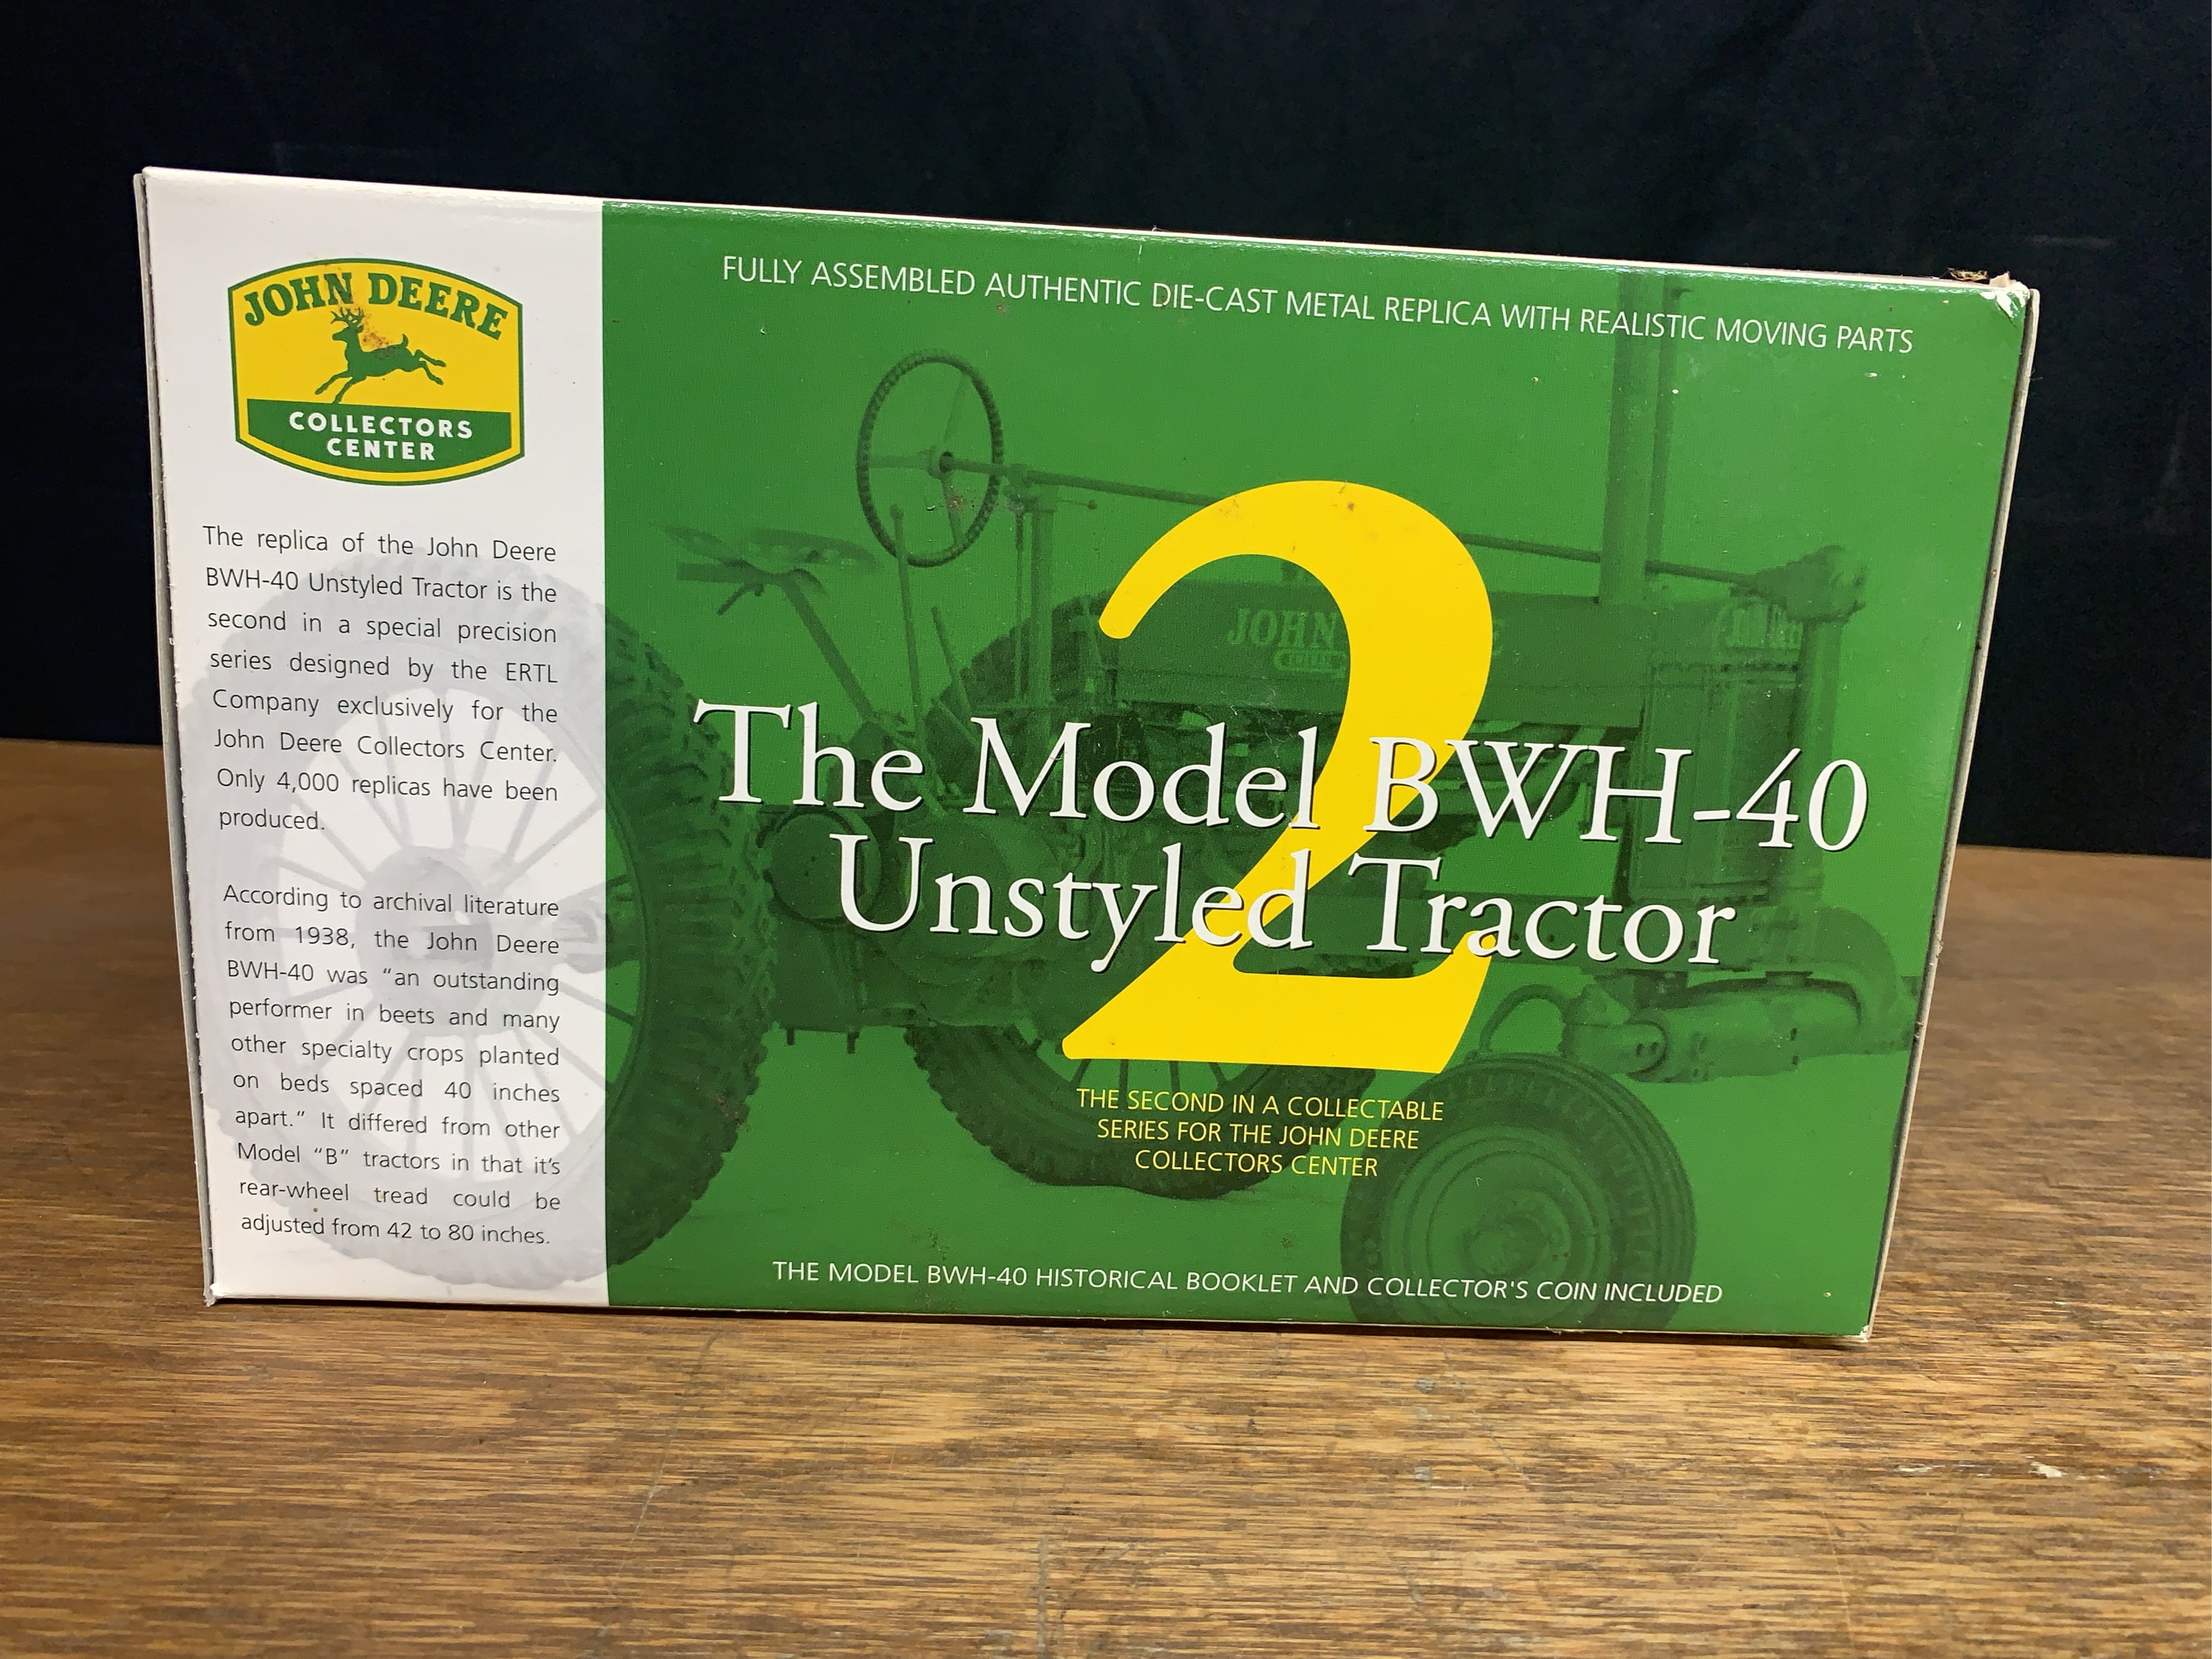 JOHN DEERE
COLLECTORS
CENTER
The replica of the John Deere
BWH-40 Unstyled Tractor is the
second in a special precision
series designed by the ERTL
Company exclusively for the
John Deere Collectors Center.
Only 4,000 replicas have been
produced.
According to archival literature
from 1938, the John Deere
BWH-40 was “an outstanding
performer in beets and many
other specialty crops planted
on beds spaced 40 inches
apart.” It differed from other
Model “B” tractors in that it’s
rear-wheel tread could be
adjusted from 42 to 80 inches.
FULLY ASSEMBLED AUTHENTIC DIE-CAST METAL REPLICA WITH REALISTIC MOVING PARTS
JOHN
2
The Model BWH-40
Unstyled Tractor
THE SECOND IN A COLLECTABLE
SERIES FOR THE JOHN DEERE
COLLECTORS CENTER
THE MODEL BWH-40 HISTORICAL BOOKLET AND COLLECTOR'S COIN INCLUDED